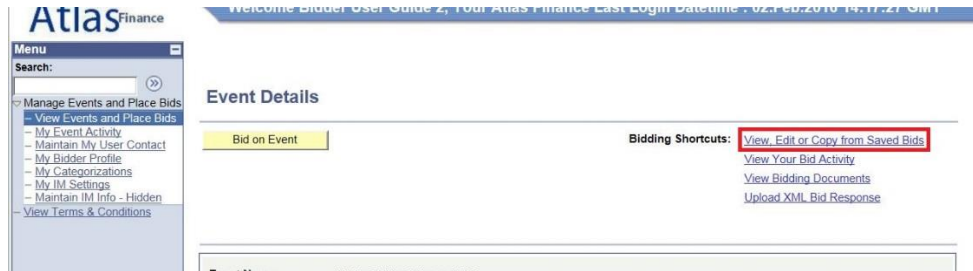 Atlas Finance
Welcome Bidder User Guide 2, Your Atlas Finance Last Login Datetime : 02.Feb.2016 14:17:27 GMT
Menu
Search:
Manage Events and Place Bids
– View Events and Place Bids
– My Event Activity
– Maintain My User Contact
– My Bidder Profile
– My Categorizations
– My IM Settings
– Maintain IM Info - Hidden
– View Terms & Conditions
Event Details
Bid on Event
Bidding Shortcuts: View, Edit or Copy from Saved Bids
View Your Bid Activity
View Bidding Documents
Upload XML Bid Response